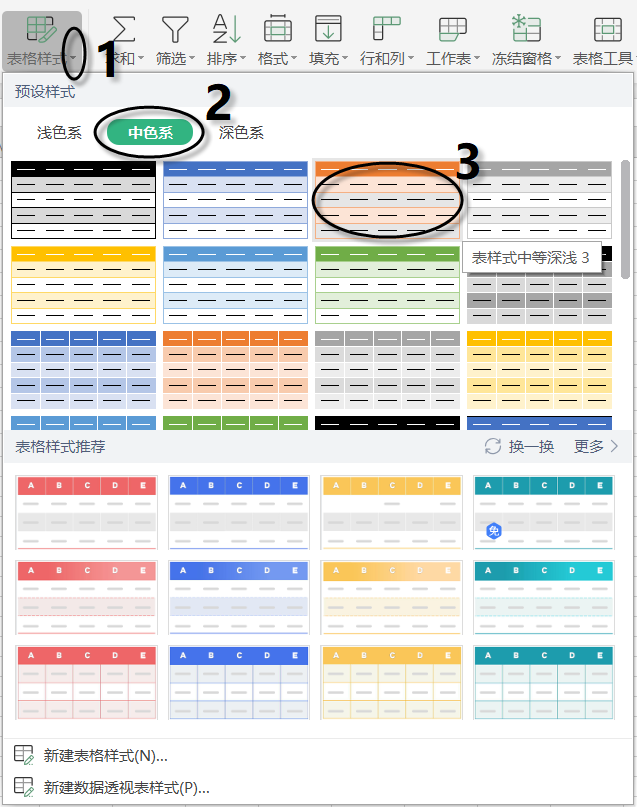 表格样式 求和 筛选 排序 格式 填充 行和列 工作表 冻结窗格 表格工具
1
预设样式
2
浅色系 中色系 深色系
3
表样式中等深浅 3
表格样式推荐 换一换 更多
A B C D E A B C D E A B C D E A B C D E
免
A B C D E A B C D E A B C D E A B C D E
A B C D E A B C D E A B C D E A B C D E
新建表格样式(N)...
新建数据透视表样式(P)...